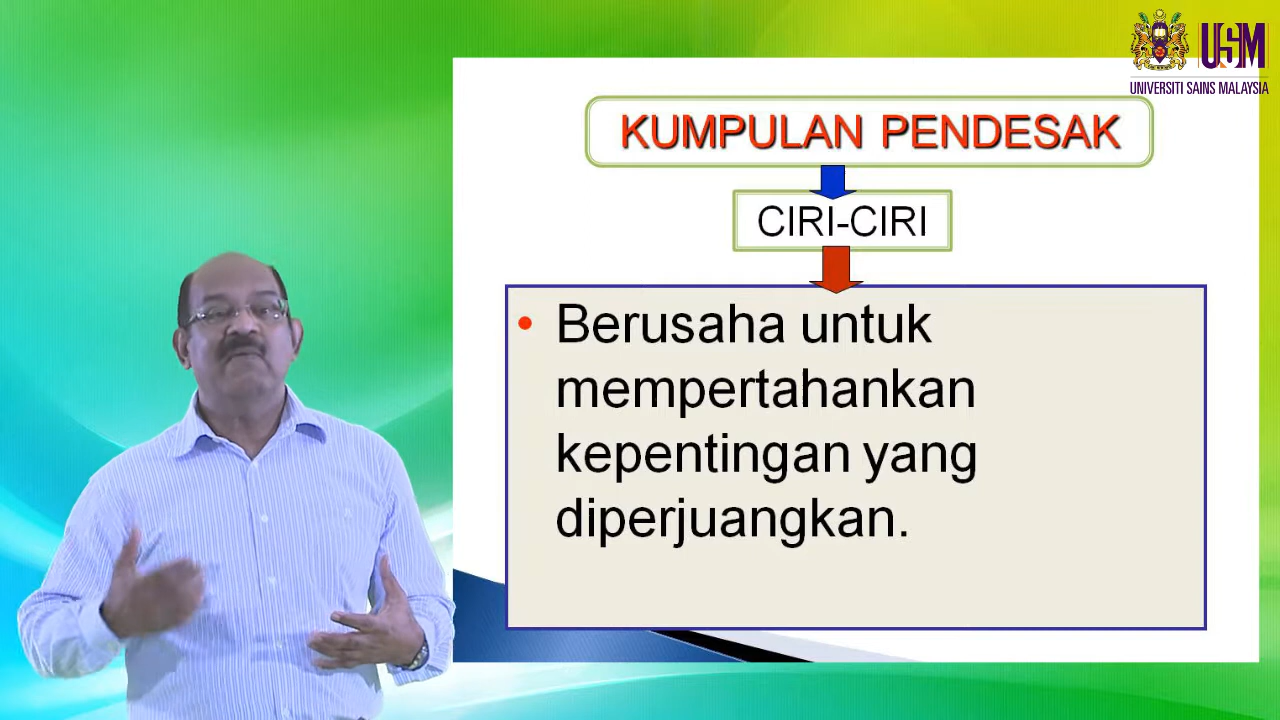 USM
UNIVERSITI SAINS MALAYSIA
KUMPULAN PENDESAK
CIRI-CIRI
• Berusaha untuk
mempertahankan
kepentingan yang
diperjuangkan.